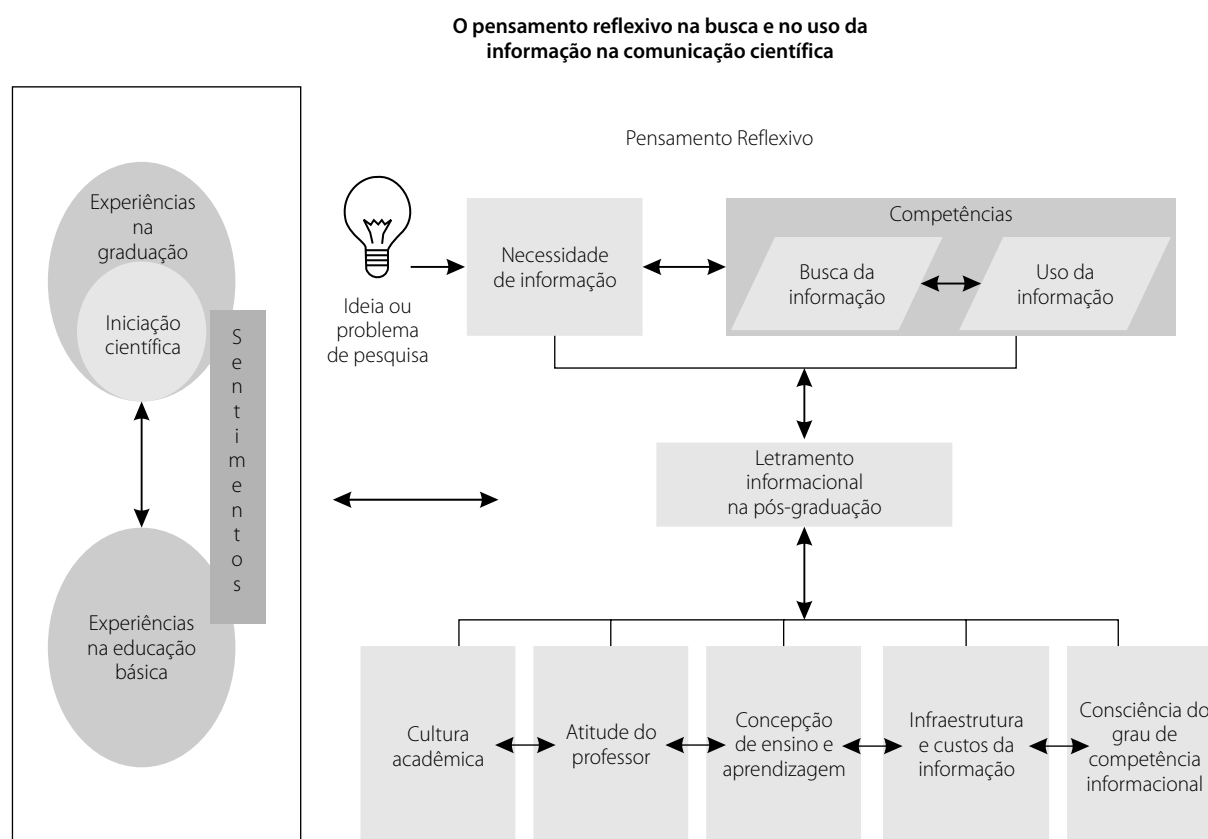 O pensamento reflexivo na busca e no uso da
informação na comunicação científica
Experiências
na
graduação
Iniciação
científica
S
e
n
t
i
m
e
n
t
o
s
Experiências
na educação
básica
Pensamento Reflexivo
Ideia ou
problema
de pesquisa
Necessidade
de informação
Competências
Busca da
informação
Uso da
informação
Letramento
informacional
na pós-graduação
Cultura
acadêmica
Atitude do
professor
Concepção
de ensino e
aprendizagem
Infraestrutura
e custos da
informação
Consciência do
grau de
competência
informacional